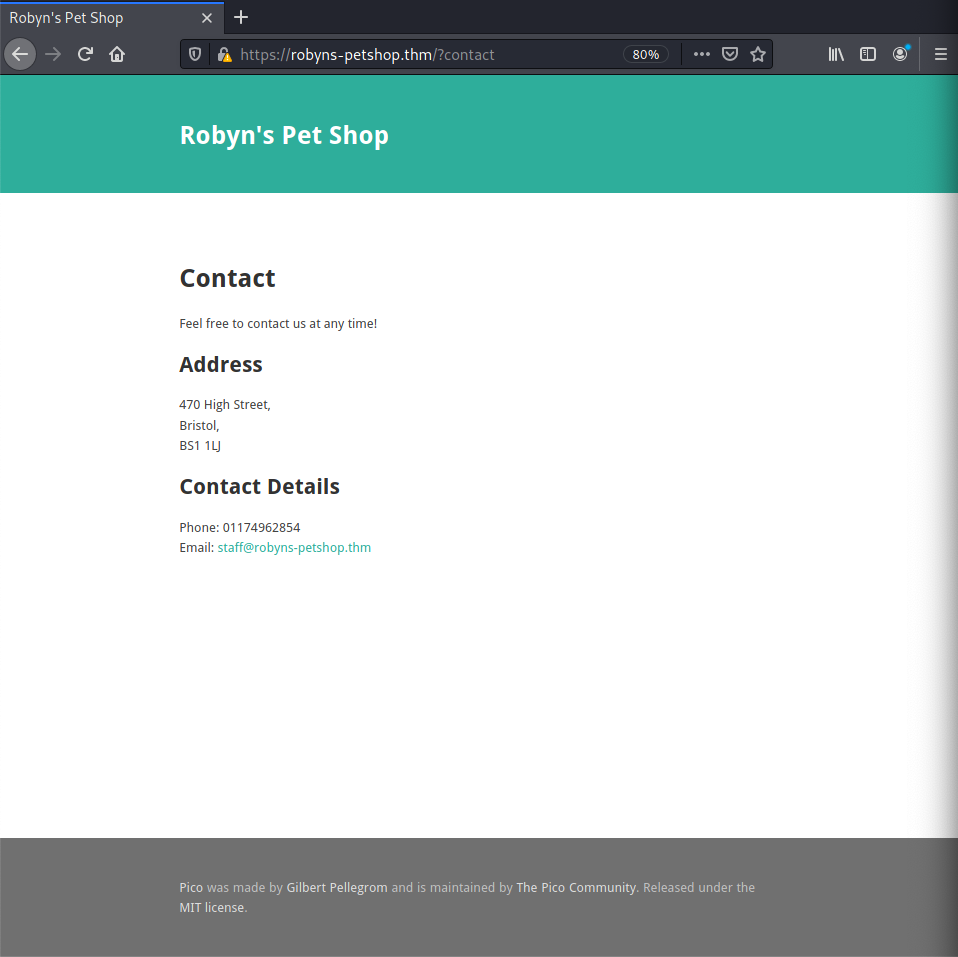 Robyn's Pet Shop
https://robyns-petshop.thm/?contact
80%
Robyn's Pet Shop
Contact
Feel free to contact us at any time!
Address
470 High Street,
Bristol,
BS1 1LJ
Contact Details
Phone: 01174962854
Email: staff@robyns-petshop.thm
Pico was made by Gilbert Pellegrom and is maintained by The Pico Community. Released under the
MIT license.